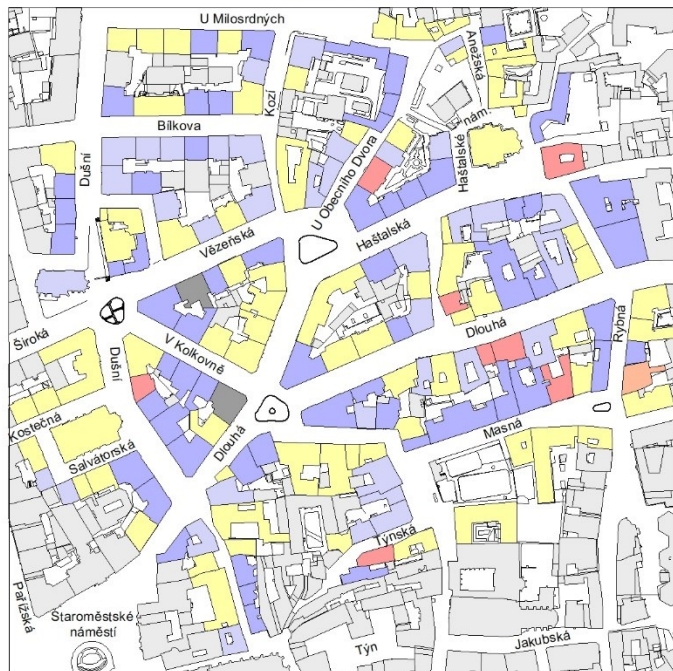 U Milosrdných
Anežská
Kozí
Bílkova
nám.
Haštalské
Dušní
U Obecního Dvora
Vězeňská
Haštalská
Široká
V Kolkovně
Dlouhá
Rybná
Dušní
Kostečná
Salvátorská
Dlouhá
Masná
Týnská
Pařížská
Staroměstské
náměstí
Týn
Jakubská